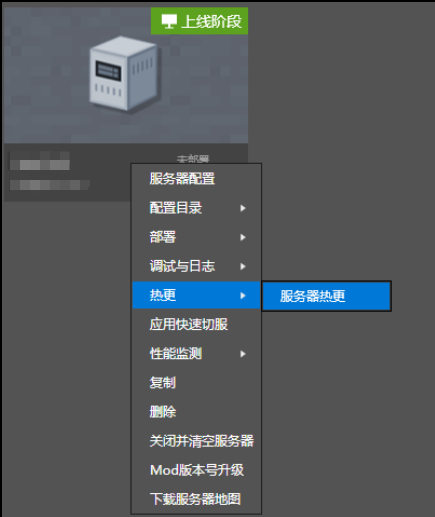 上线阶段
未部署
服务器配置
配置目录
部署
调试与日志
热更
服务器热更
应用快速切服
性能监测
复制
删除
关闭并清空服务器
Mod版本号升级
下载服务器地图